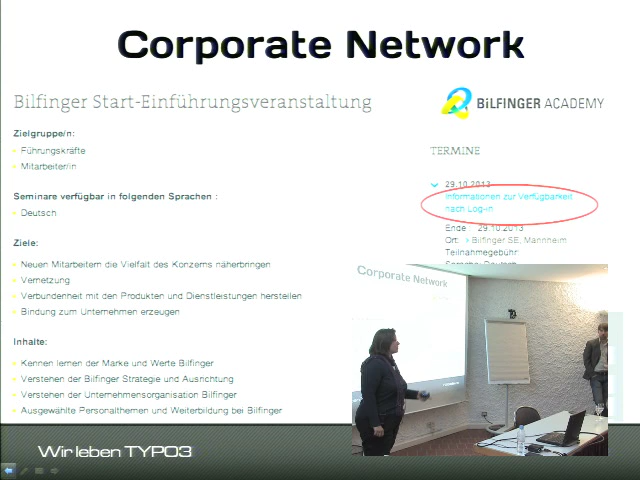 Corporate Network
Bilfinger Start-Einführungsveranstaltung
BiLFINGER ACADEMY
Zielgruppe/n:
Führungskräfte
Mitarbeiter/in
Seminare verfügbar in folgenden Sprachen :
Deutsch
Ziele:
Neuen Mitarbeitern die Vielfalt des Konzerns näherbringen
Vernetzung
Verbundenheit mit den Produkten und Dienstleistungen herstellen
Bindung zum Unternehmen erzeugen
Inhalte:
Kennen lernen der Marke und Werte Bilfinger
Verstehen der Bilfinger Strategie und Ausrichtung
Verstehen der Unternehmensorganisation Bilfinger
Ausgewählte Personalthemen und Weiterbildung bei Bilfinger
TERMINE
29.10.2013
Informationen zur Verfügbarkeit
nach Log-in
Ende : 29.10.2013
Ort: Bilfinger SE, Mannheim
Teilnahmegebühr:
Sprache: Deutsch
Corporate Network
Wir leben TYPO3